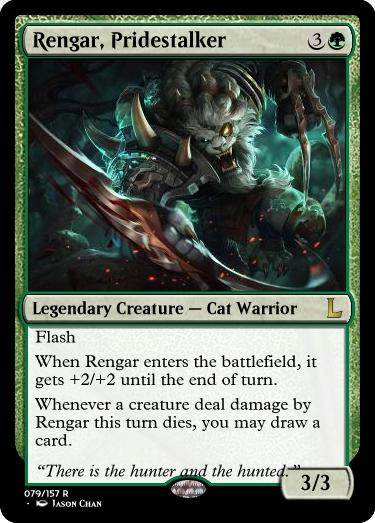 Rengar, Pridestalker 3
Legendary Creature — Cat Warrior L
Flash
When Rengar enters the battlefield, it
gets +2/+2 until the end of turn.
Whenever a creature deal damage by
Rengar this turn dies, you may draw a
card.
“There is the hunter and the hunted.”
3/3
079/157 R
· Jason Chan